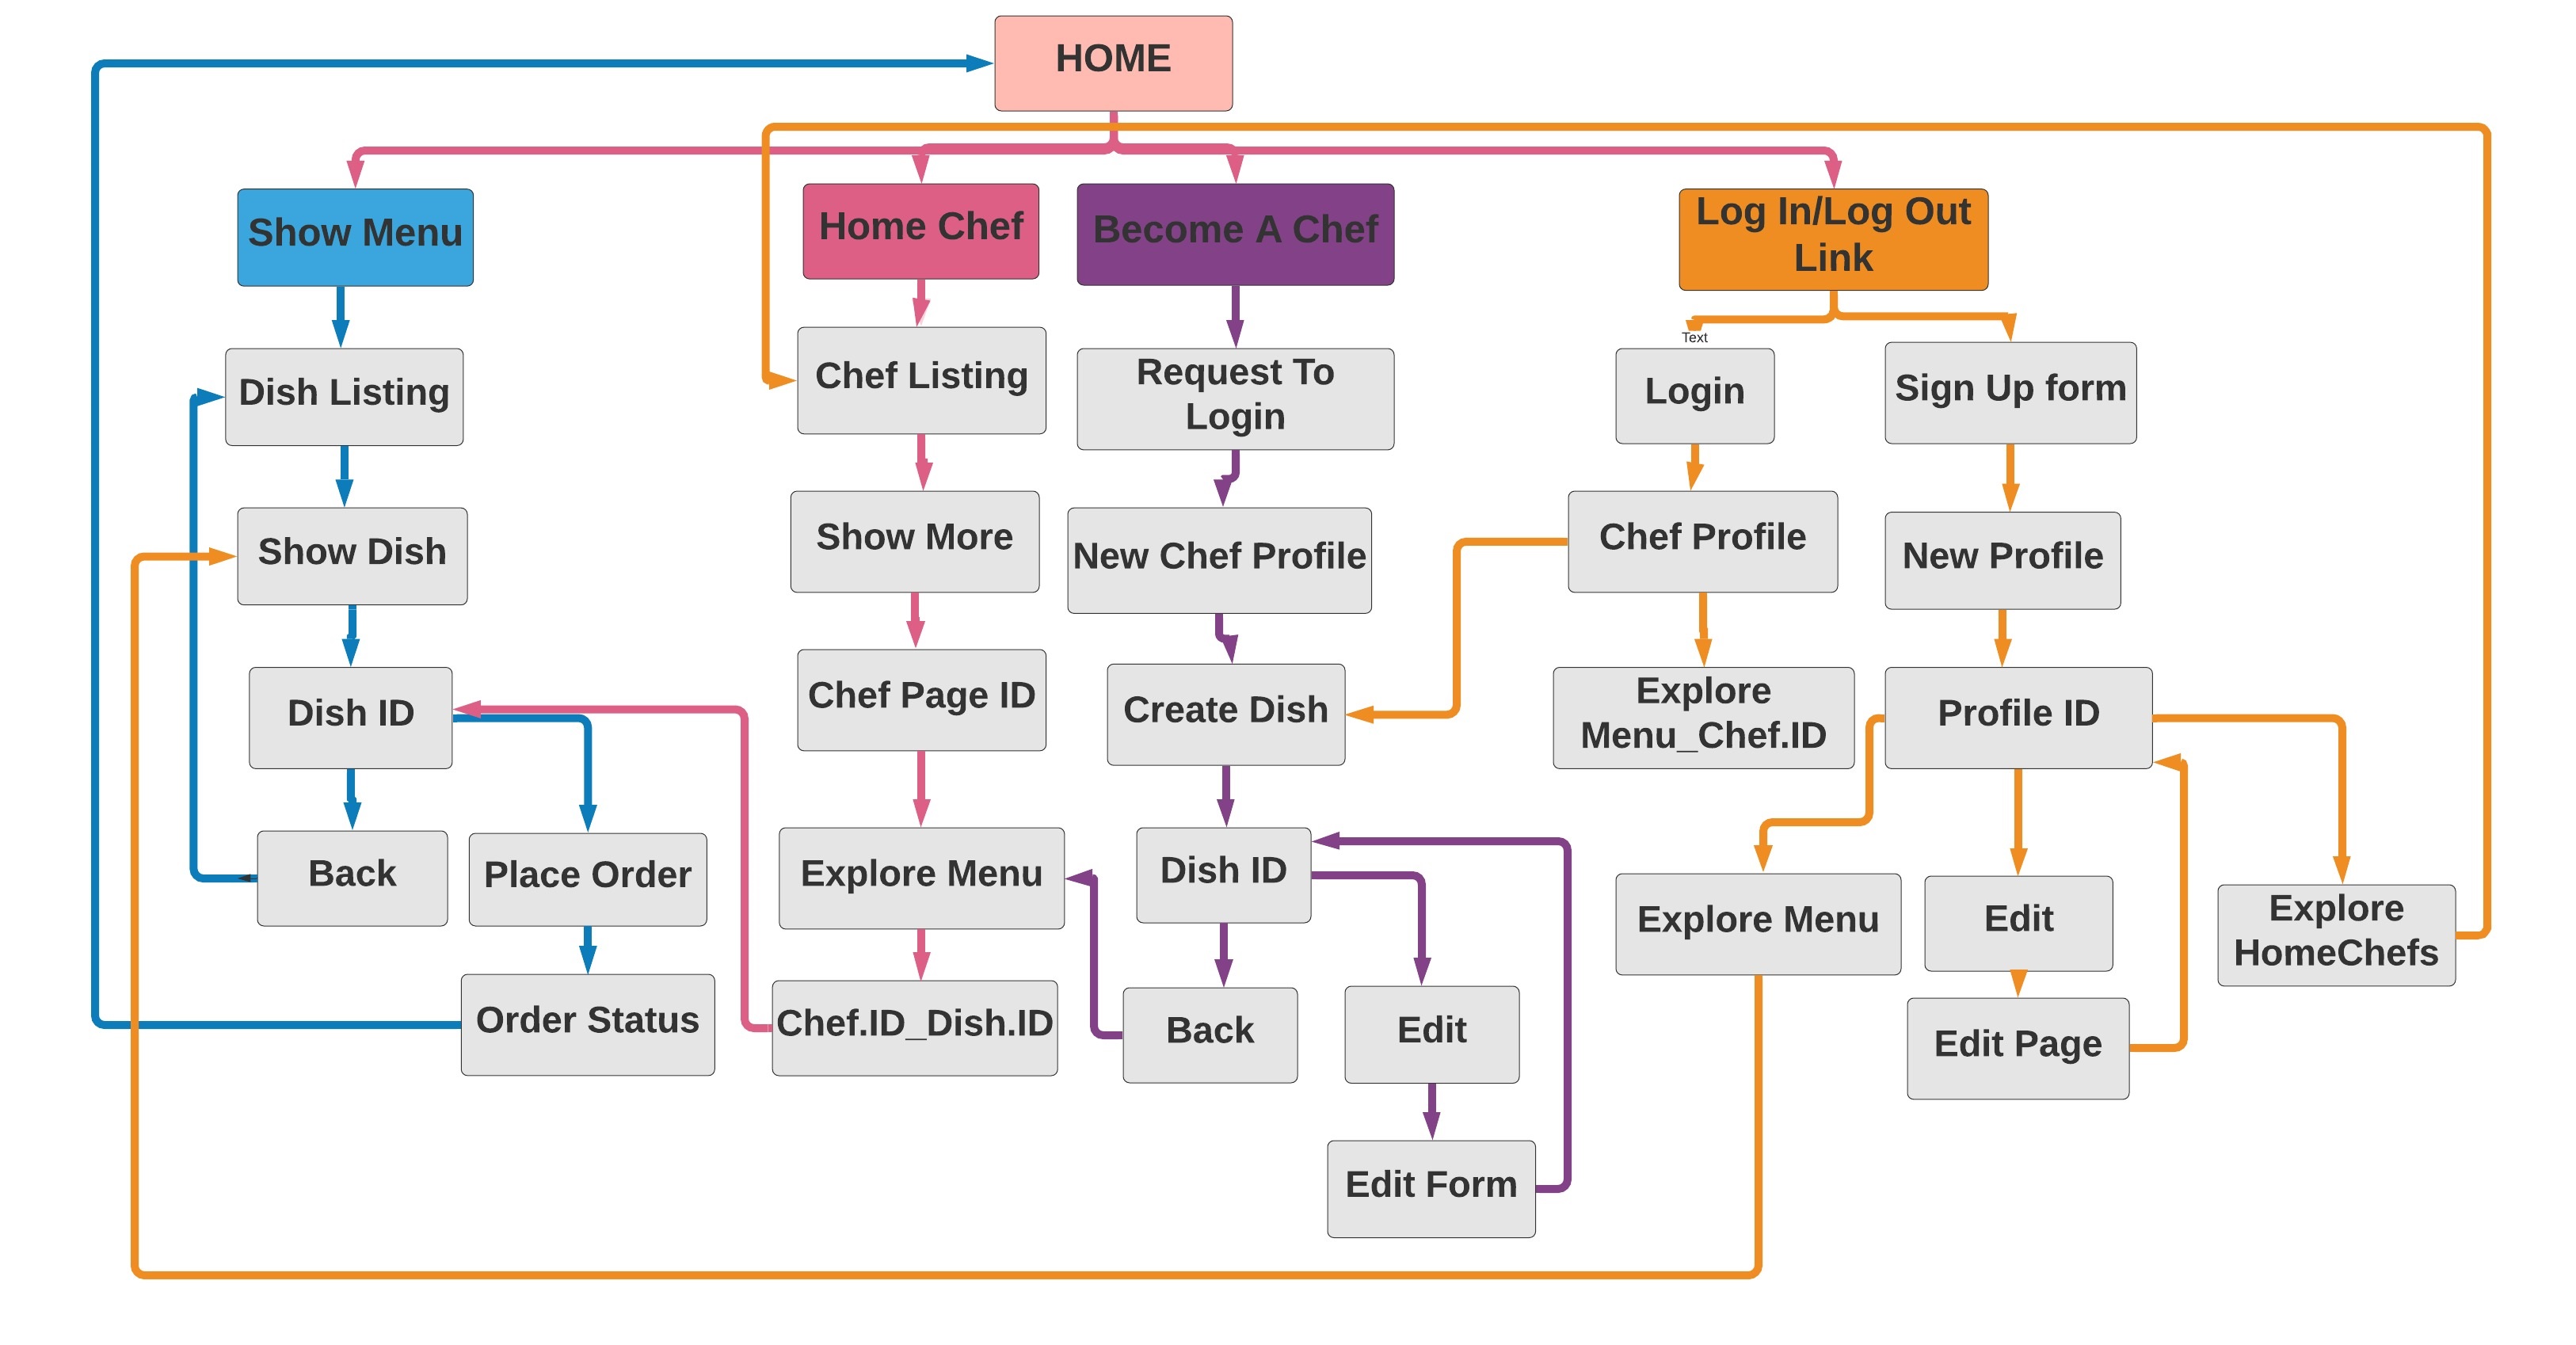 HOME
Show Menu
Home Chef
Become A Chef
Log In/Log Out
Link
Text
Dish Listing
Chef Listing
Request To
Login
Login
Sign Up form
Show Dish
Show More
New Chef Profile
Chef Profile
New Profile
Dish ID
Chef Page ID
Create Dish
Explore
Menu_Chef.ID
Profile ID
Back
Place Order
Explore Menu
Dish ID
Explore Menu
Edit
Explore
HomeChefs
Order Status
Chef.ID_Dish.ID
Back
Edit
Edit Page
Edit Form